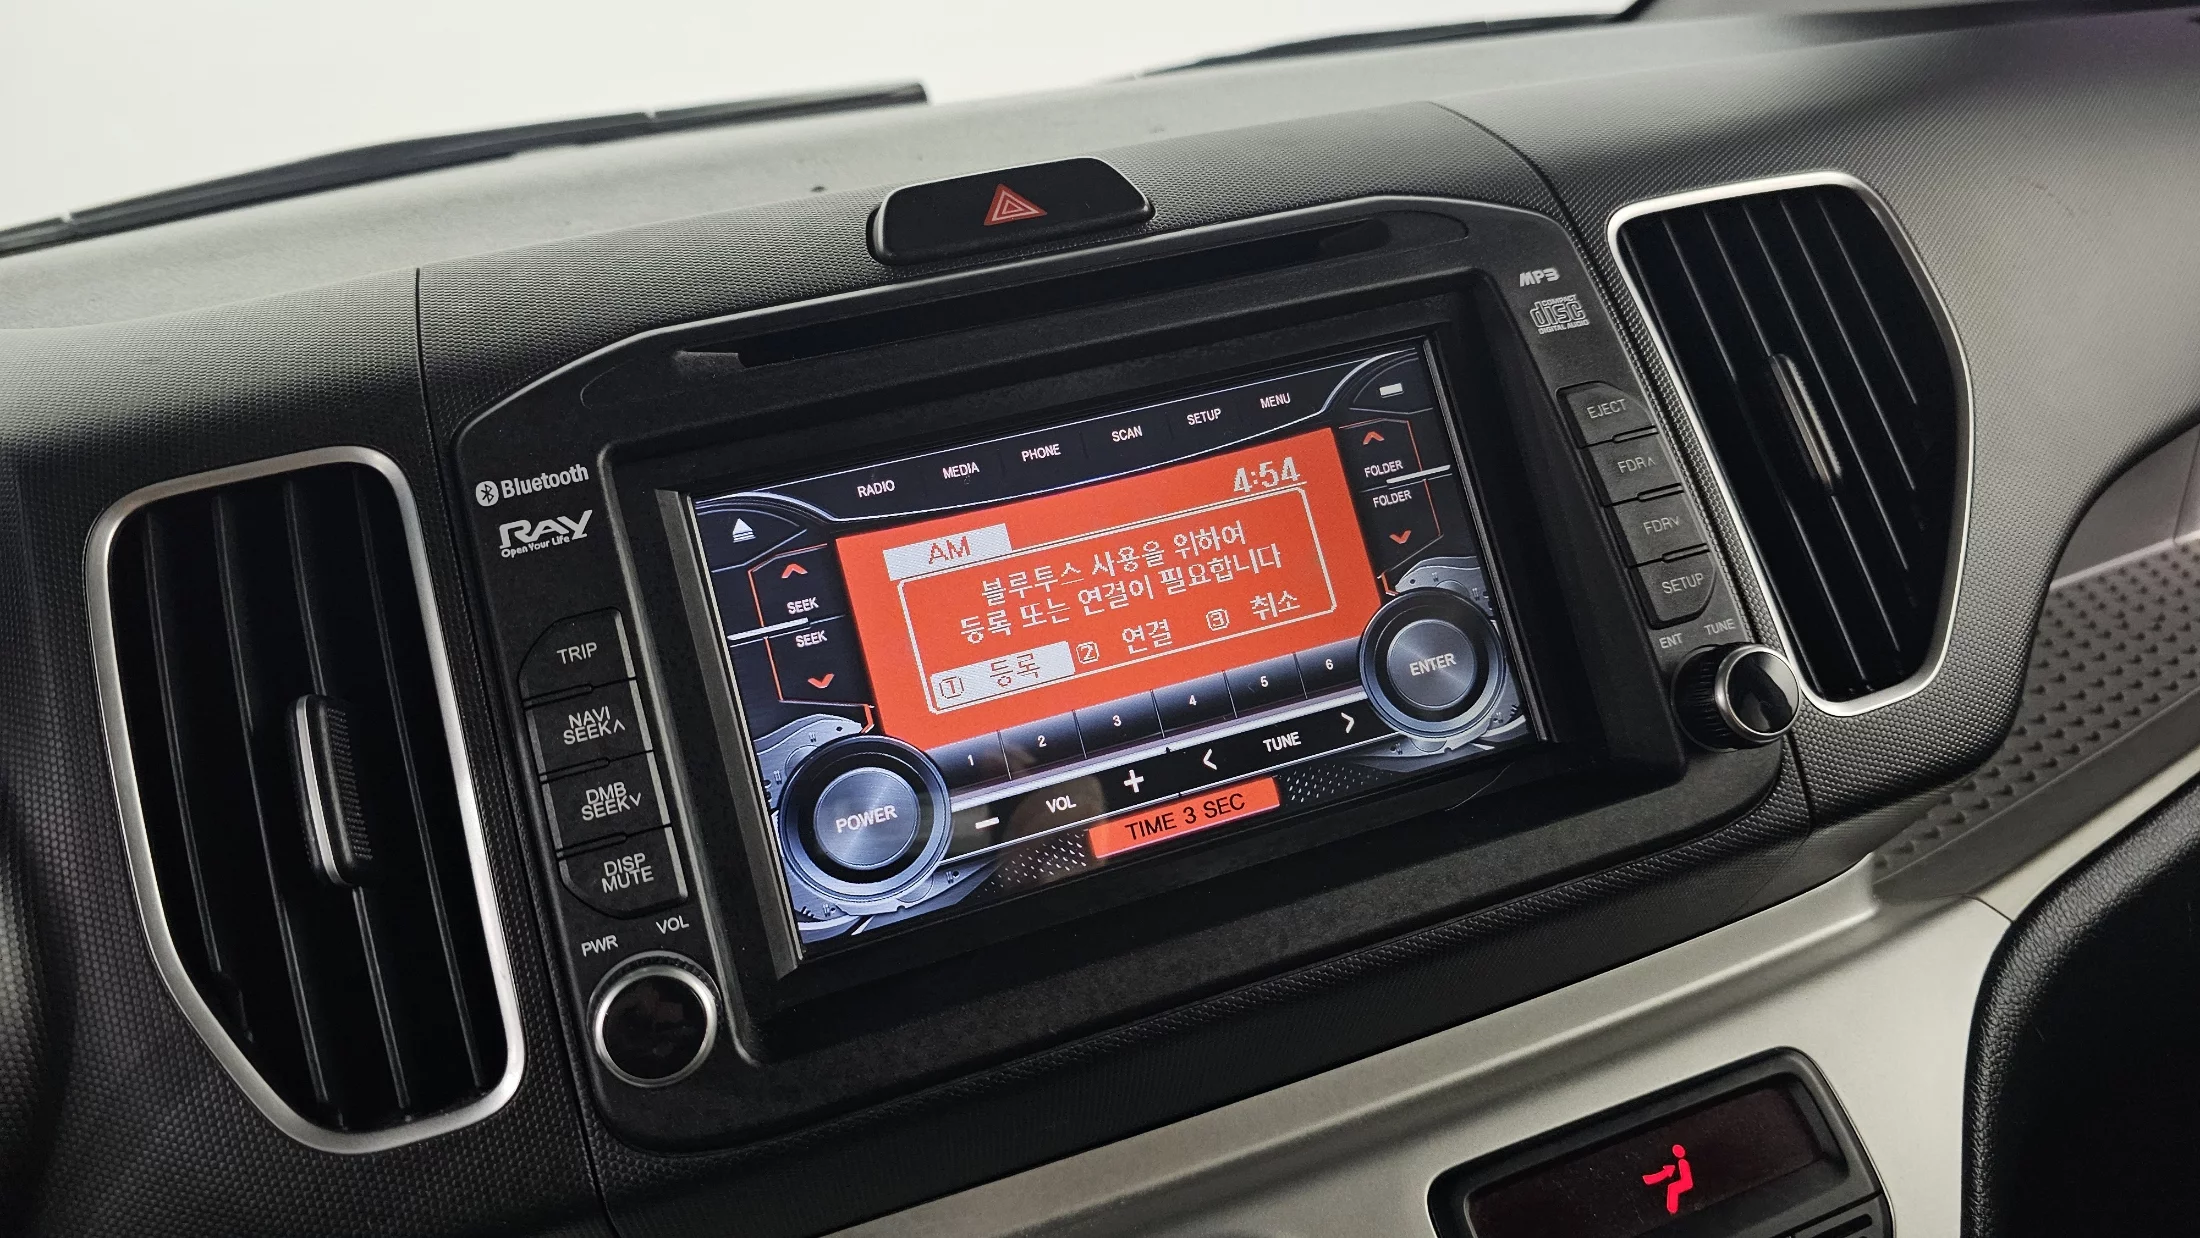 MP3
COMPACT
disc
DIGITAL AUDIO
Bluetooth
RAY
Open Your Life
TRIP
NAVI
SEEK∧
DMB
SEEK∨
DISP
MUTE
PWR VOL
RADIO MEDIA PHONE SCAN SETUP MENU
SEEK
SEEK
FOLDER
FOLDER
4:54
AM
블루투스 사용을 위하여
등록 또는 연결이 필요합니다
1 등록 2 연결 3 취소
1 2 3 4 5 6
POWER
ENTER
− VOL + < TUNE >
TIME 3 SEC
EJECT
FDR∧
FDR∨
SETUP
ENT TUNE